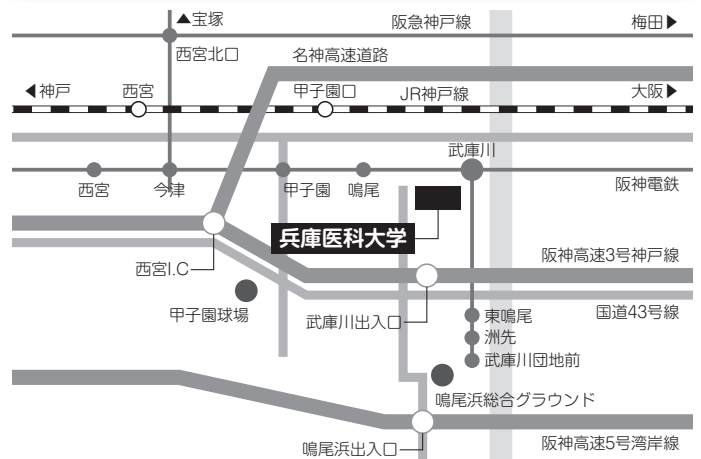 ▲宝塚
阪急神戸線
梅田▶
西宮北口
名神高速道路
◀神戸
西宮
甲子園口
JR神戸線
大阪▶
武庫川
西宮
今津
甲子園
鳴尾
阪神電鉄
兵庫医科大学
阪神高速3号神戸線
西宮I.C
甲子園球場
武庫川出入口
東鳴尾
国道43号線
洲先
武庫川団地前
鳴尾浜総合グラウンド
鳴尾浜出入口
阪神高速5号湾岸線